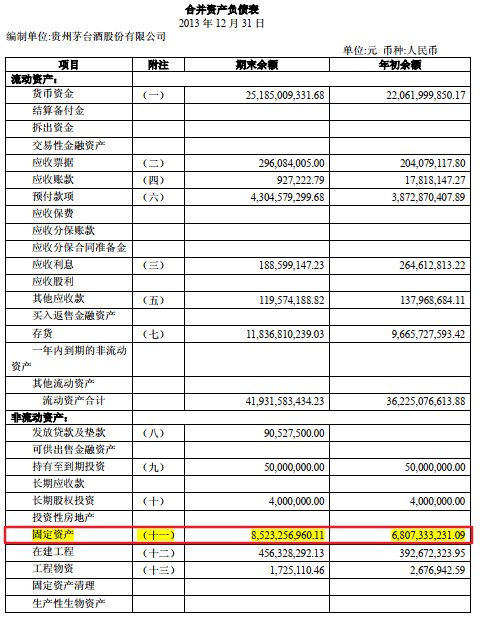 合并资产负债表
2013 年 12 月 31 日
编制单位:贵州茅台酒股份有限公司
单位:元 币种:人民币
项目 附注 期末余额 年初余额
流动资产：
货币资金 （一） 25,185,009,331.68 22,061,999,850.17
结算备付金
拆出资金
交易性金融资产
应收票据 （二） 296,084,005.00 204,079,117.80
应收账款 （四） 927,222.79 17,818,147.27
预付款项 （六） 4,304,579,299.68 3,872,870,407.89
应收保费
应收分保账款
应收分保合同准备金
应收利息 （三） 188,599,147.23 264,612,813.22
应收股利
其他应收款 （五） 119,574,188.82 137,968,684.11
买入返售金融资产
存货 （七） 11,836,810,239.03 9,665,727,593.42
一年内到期的非流动
资产
其他流动资产
流动资产合计 41,931,583,434.23 36,225,076,613.88
非流动资产：
发放贷款及垫款 （八） 90,527,500.00
可供出售金融资产
持有至到期投资 （九） 50,000,000.00 50,000,000.00
长期应收款
长期股权投资 （十） 4,000,000.00 4,000,000.00
投资性房地产
固定资产 （十一） 8,523,256,960.11 6,807,333,231.09
在建工程 （十二） 456,328,292.13 392,672,323.95
工程物资 （十三） 1,725,110.46 2,676,942.59
固定资产清理
生产性生物资产